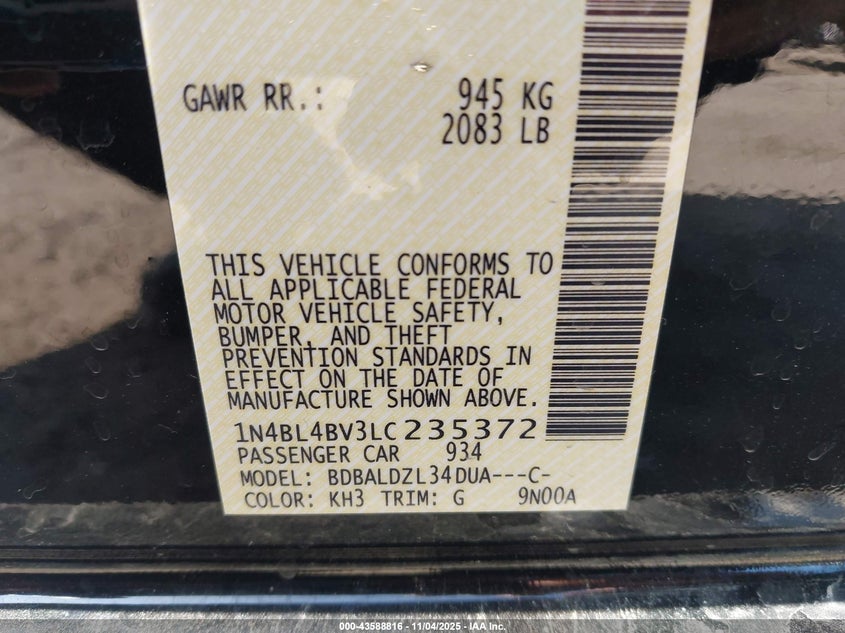 GAWR RR.: 945 KG
2083 LB
THIS VEHICLE CONFORMS TO
ALL APPLICABLE FEDERAL
MOTOR VEHICLE SAFETY,
BUMPER, AND THEFT
PREVENTION STANDARDS IN
EFFECT ON THE DATE OF
MANUFACTURE SHOWN ABOVE.
1N4BL4BV3LC235372
PASSENGER CAR 934
MODEL: BDBALDZL34DUA---C-
COLOR: KH3 TRIM: G 9N00A
000-43588816 - 11/04/2025 - IAA Inc.